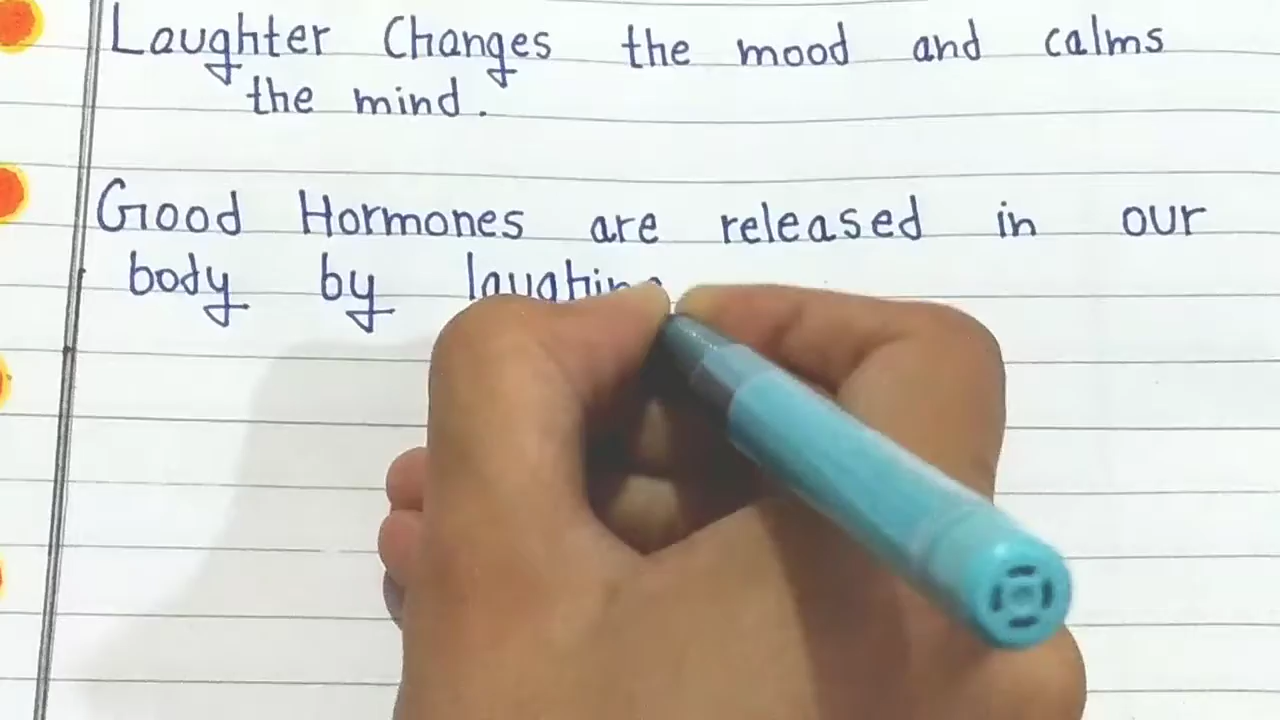 Laughter Changes the mood and calms
the mind.
Good Hormones are released in our
body by